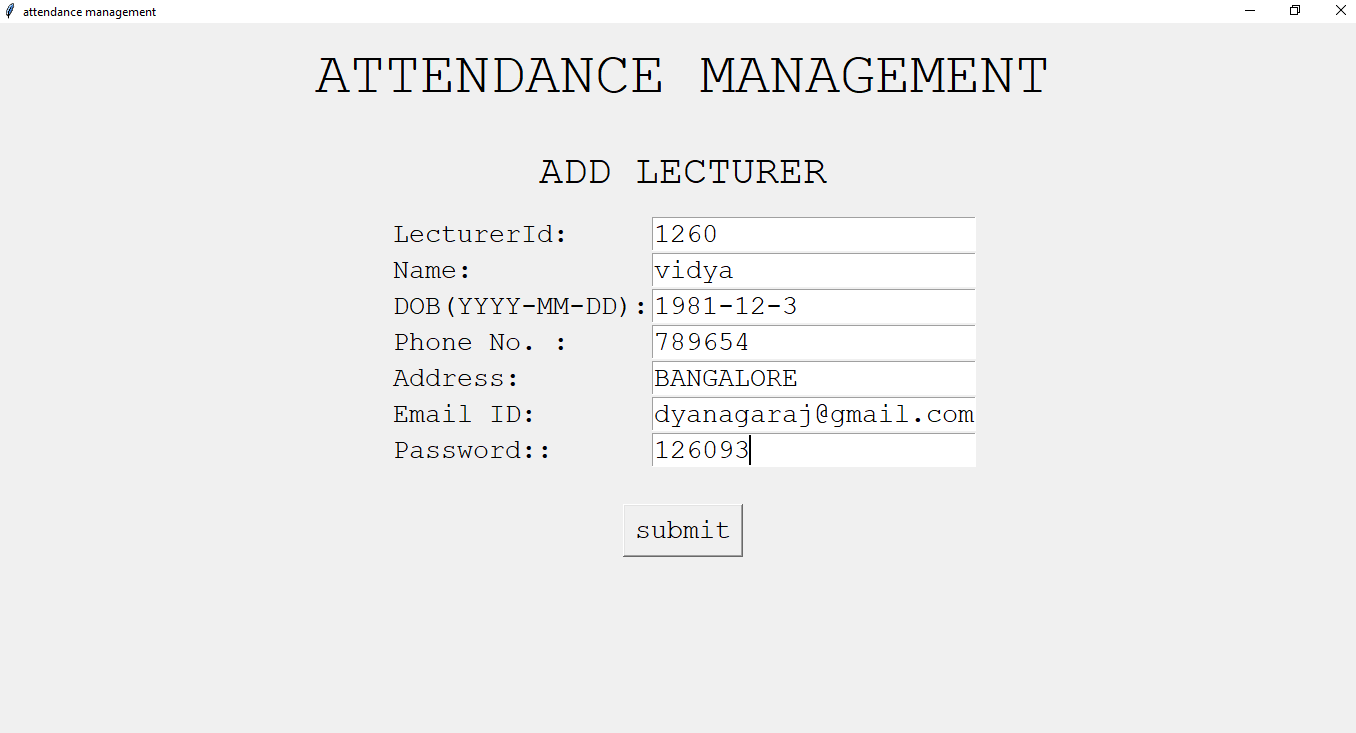 attendance management
ATTENDANCE MANAGEMENT
ADD LECTURER
LecturerId: 1260
Name: vidya
DOB(YYYY-MM-DD): 1981-12-3
Phone No. : 789654
Address: BANGALORE
Email ID: dyanagaraj@gmail.com
Password:: 126093
submit